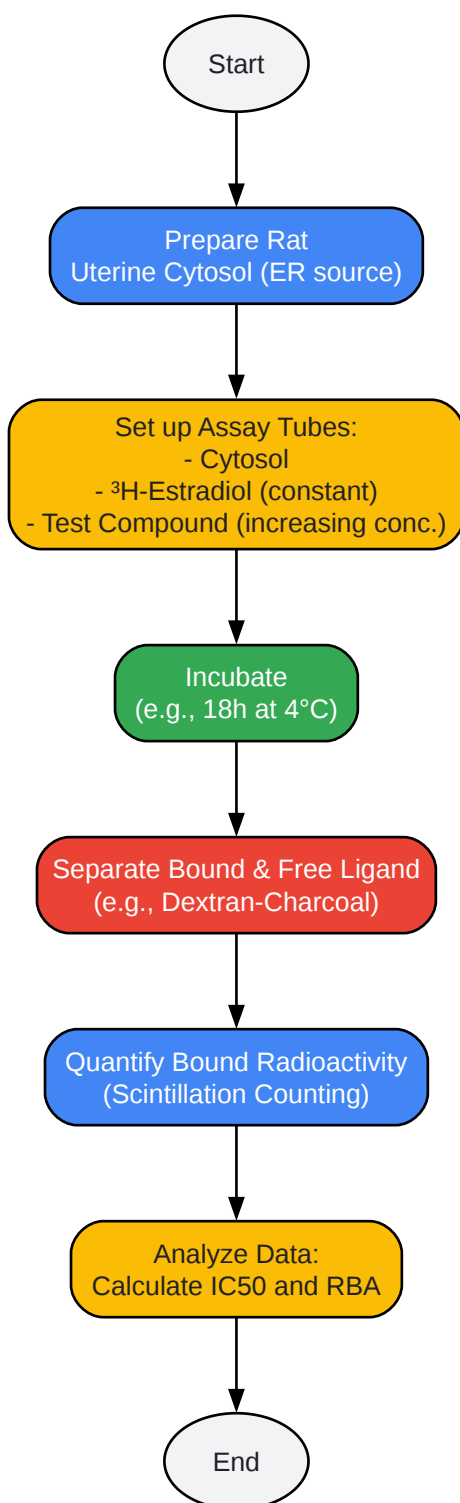 Start
Prepare Rat
Uterine Cytosol (ER source)
Set up Assay Tubes:
- Cytosol
- ³H-Estradiol (constant)
- Test Compound (increasing conc.)
Incubate
(e.g., 18h at 4°C)
Separate Bound & Free Ligand
(e.g., Dextran-Charcoal)
Quantify Bound Radioactivity
(Scintillation Counting)
Analyze Data:
Calculate IC50 and RBA
End